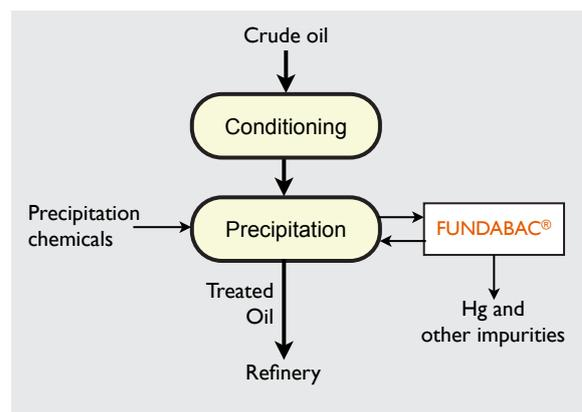 Crude oil
Conditioning
Precipitation
chemicals
Precipitation
FUNDABAC®
Treated
Oil
Hg and
other impurities
Refinery